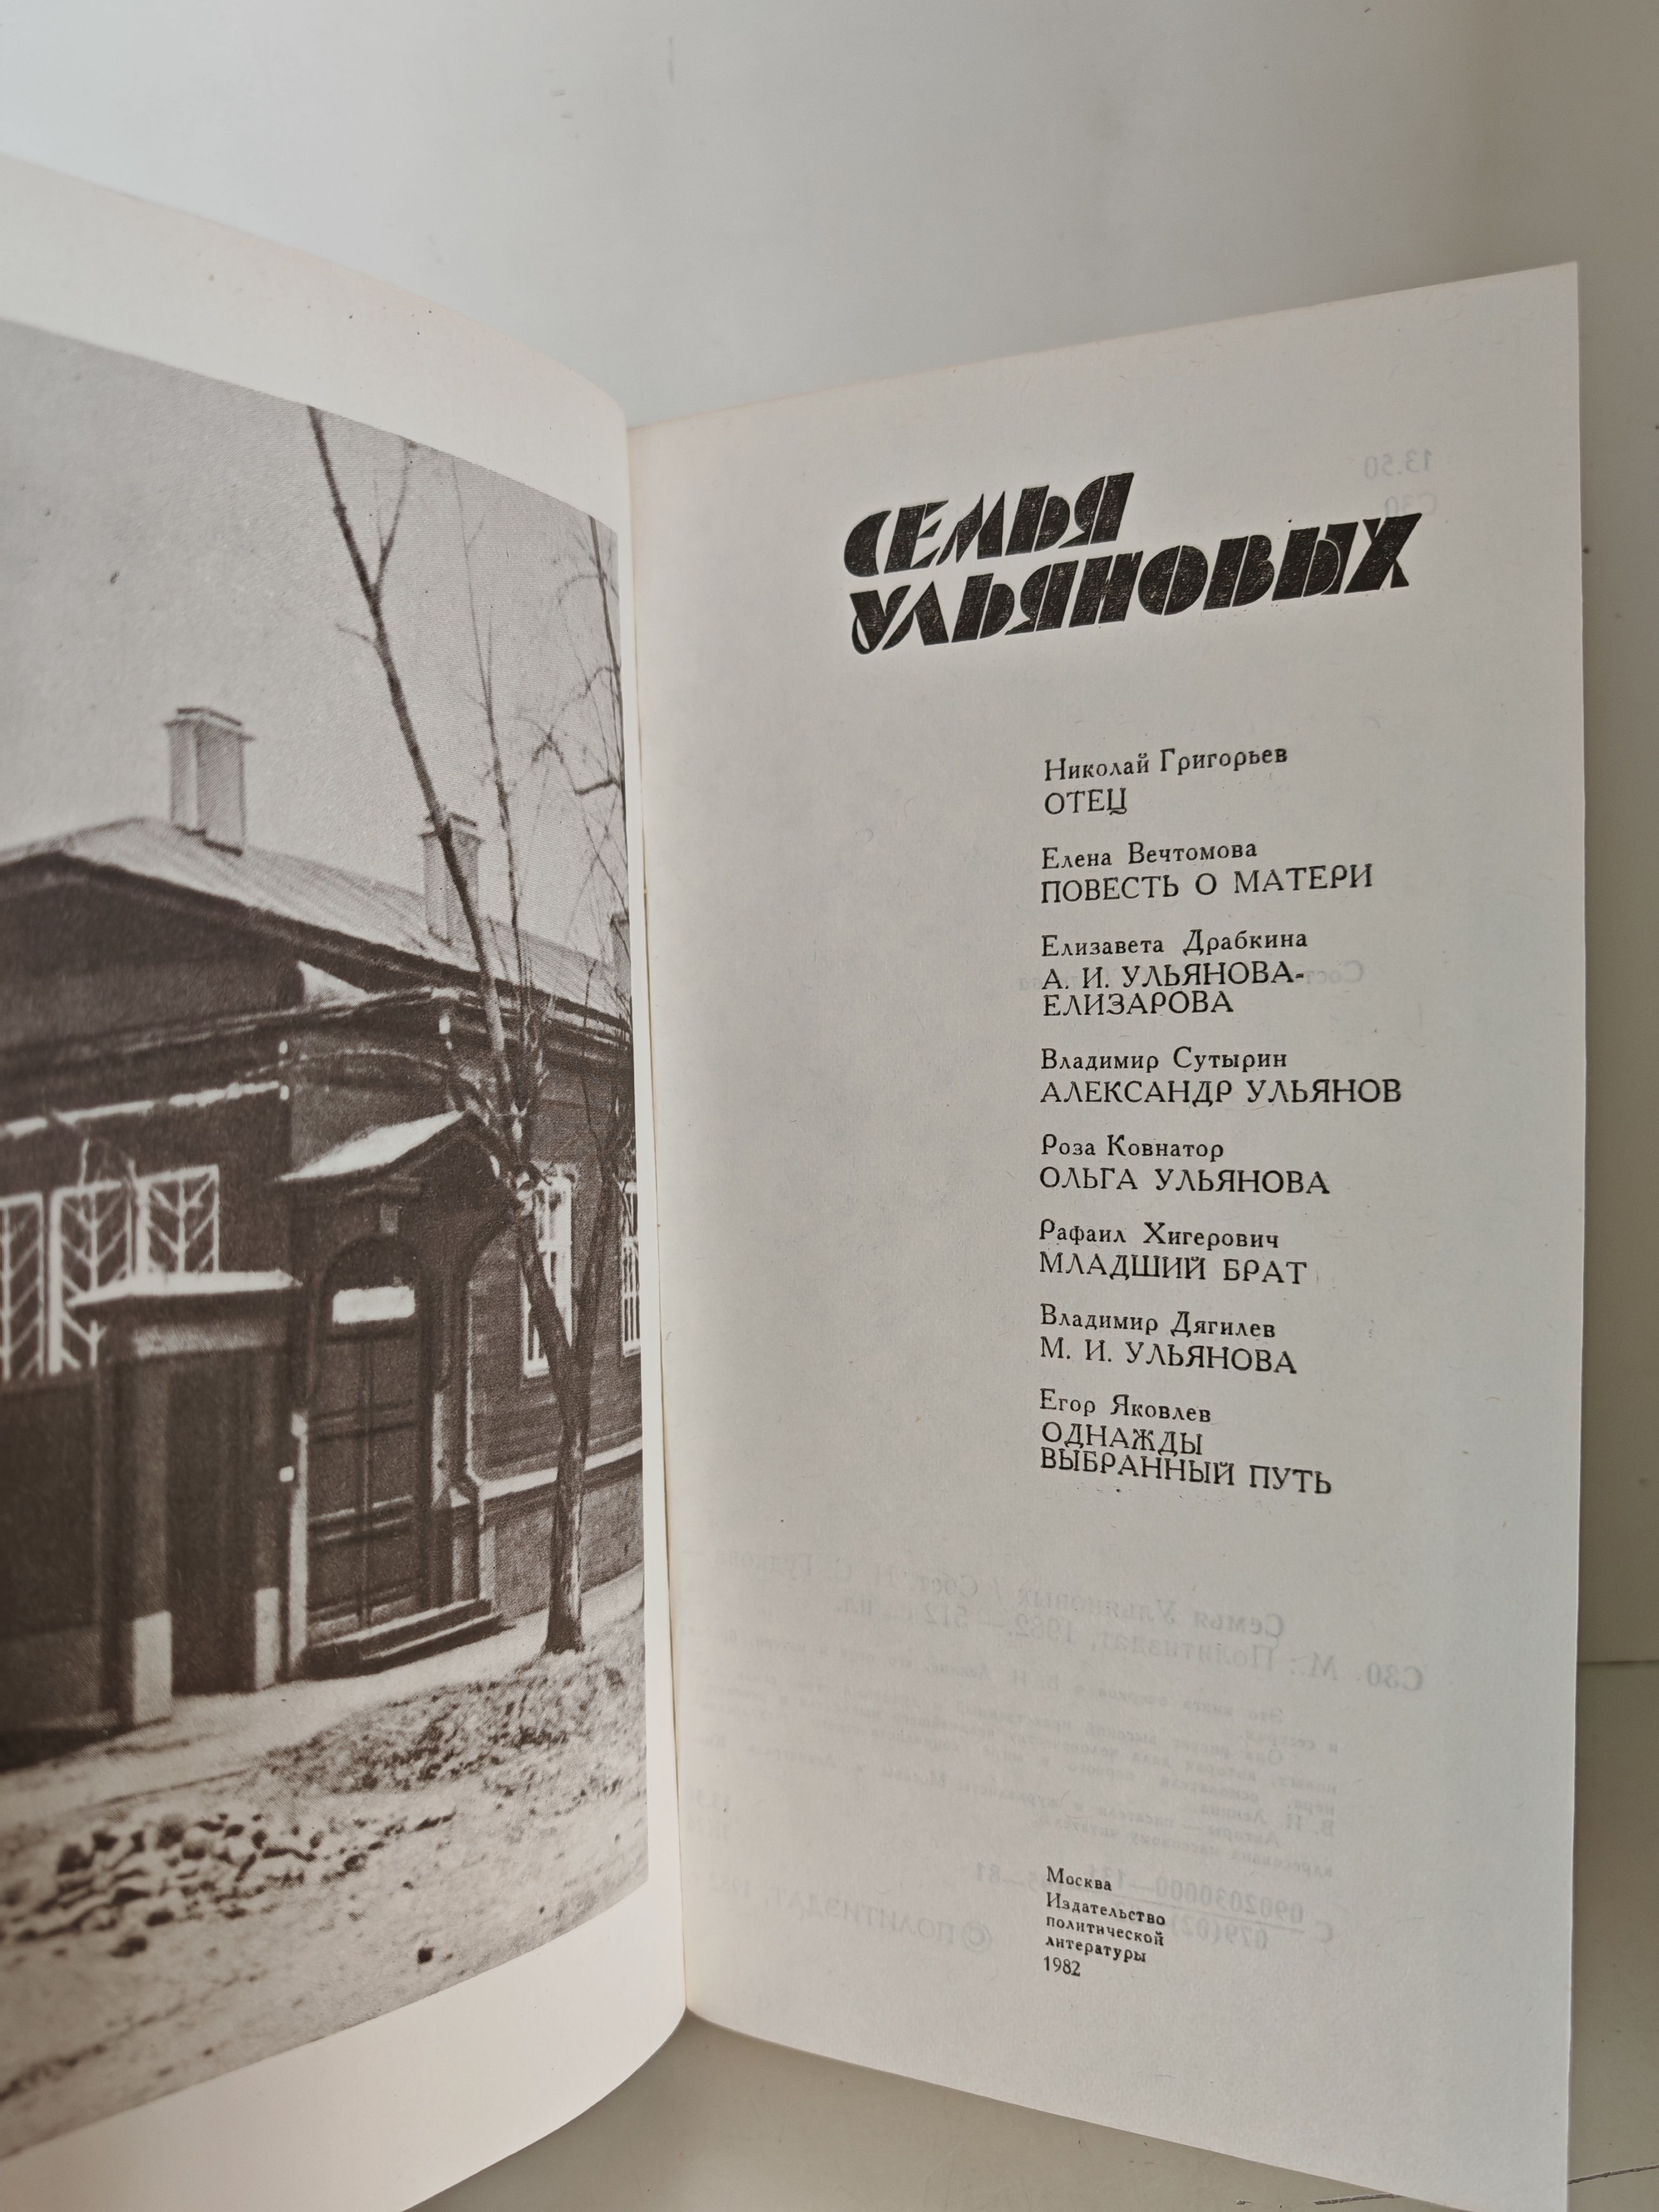 СЕМЬЯ
УЛЬЯНОВЫХ
Николай Григорьев
ОТЕЦ
Елена Вечтомова
ПОВЕСТЬ О МАТЕРИ
Елизавета Драбкина
А. И. УЛЬЯНОВА-
ЕЛИЗАРОВА
Владимир Сутырин
АЛЕКСАНДР УЛЬЯНОВ
Роза Ковнатор
ОЛЬГА УЛЬЯНОВА
Рафаил Хигерович
МЛАДШИЙ БРАТ
Владимир Дягилев
М. И. УЛЬЯНОВА
Егор Яковлев
ОДНАЖДЫ
ВЫБРАННЫЙ ПУТЬ
Москва
Издательство
политической
литературы
1982